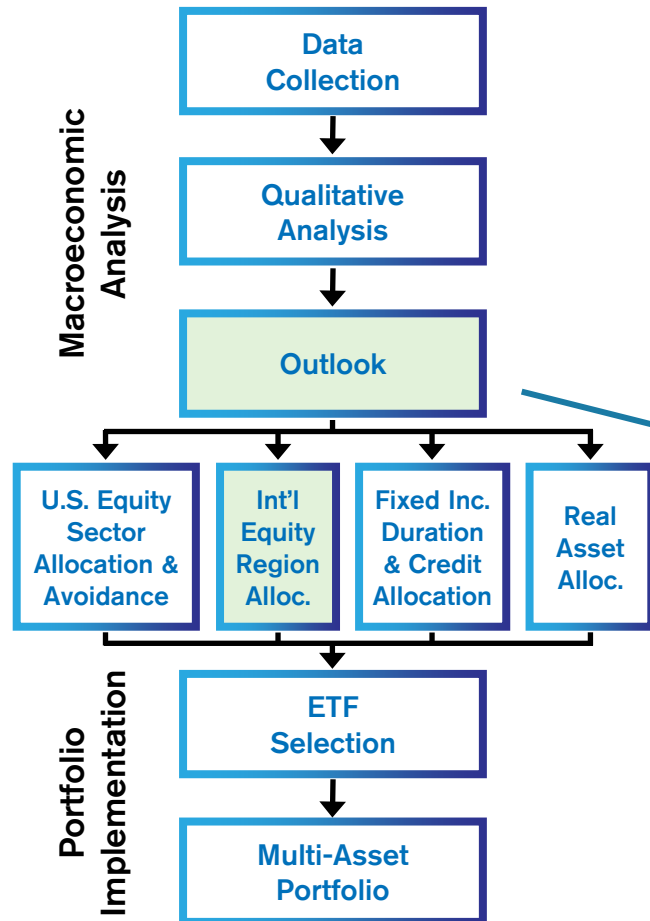 Macroeconomic
Analysis
Data
Collection
Qualitative
Analysis
Outlook
U.S. Equity
Sector
Allocation &
Avoidance
Int'l
Equity
Region
Alloc.
Fixed Inc.
Duration
& Credit
Allocation
Real
Asset
Alloc.
Portfolio
Implementation
ETF
Selection
Multi-Asset
Portfolio